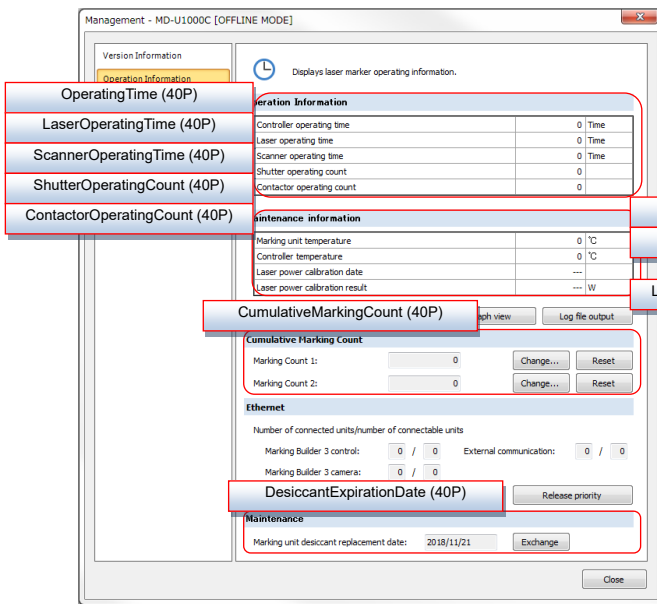 Management - MD-U1000C [OFFLINE MODE]
Version Information
Operation Information
Displays laser marker operating information.
OperatingTime (40P)
LaserOperatingTime (40P)
ScannerOperatingTime (40P)
ShutterOperatingCount (40P)
ContactorOperatingCount (40P)
eration Information
Controller operating time 0 Time
Laser operating time 0 Time
Scanner operating time 0 Time
Shutter operating count 0
Contactor operating count 0
aintenance information
Marking unit temperature 0 ℃
Controller temperature 0 ℃
Laser power calibration date ---
Laser power calibration result --- W
L
CumulativeMarkingCount (40P)
aph view Log file output
Cumulative Marking Count
Marking Count 1: 0 Change... Reset
Marking Count 2: 0 Change... Reset
Ethernet
Number of connected units/number of connectable units
Marking Builder 3 control: 0 / 0 External communication: 0 / 0
Marking Builder 3 camera: 0 / 0
DesiccantExpirationDate (40P)
Release priority
Maintenance
Marking unit desiccant replacement date: 2018/11/21 Exchange
Close